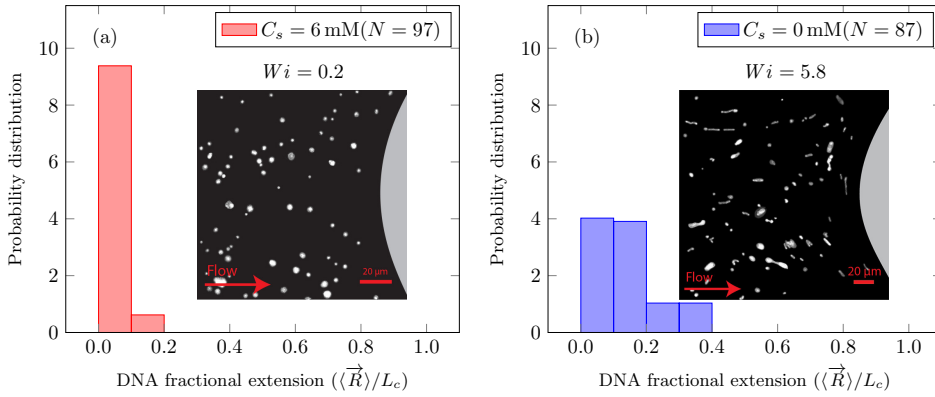 (a)
C_s = 6 mM(N = 97)
Wi = 0.2
Probability distribution
10
8
6
4
2
0
Flow
20 µm
0.0 0.2 0.4 0.6 0.8 1.0
DNA fractional extension (⟨R⃗⟩/L_c)
(b)
C_s = 0 mM(N = 87)
Wi = 5.8
Probability distribution
10
8
6
4
2
0
Flow
20 µm
0.0 0.2 0.4 0.6 0.8 1.0
DNA fractional extension (⟨R⃗⟩/L_c)